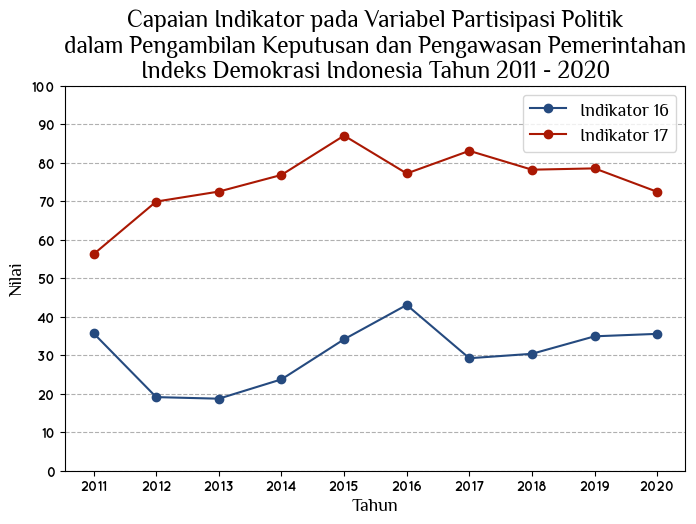 Capaian Indikator pada Variabel Partisipasi Politik
dalam Pengambilan Keputusan dan Pengawasan Pemerintahan
Indeks Demokrasi Indonesia Tahun 2011 - 2020
Indikator 16
Indikator 17
Nilai
100
90
80
70
60
50
40
30
20
10
0
2011 2012 2013 2014 2015 2016 2017 2018 2019 2020
Tahun